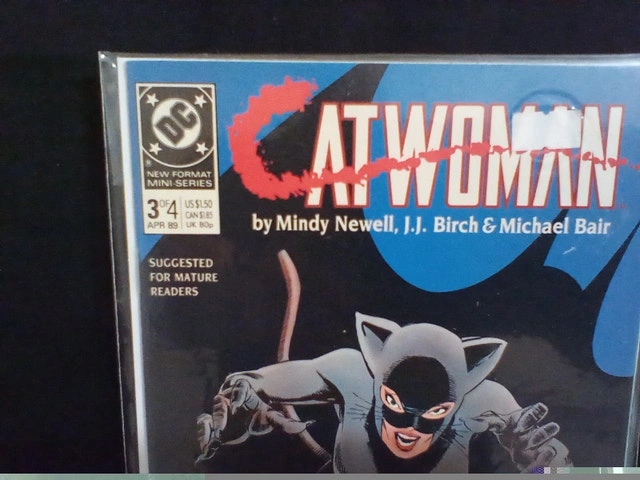 DC
®
NEW FORMAT
MINI-SERIES
3 OF 4
US $1.50
CAN $1.85
UK 80p
APR 89
CATWOMAN
by Mindy Newell, J.J. Birch & Michael Bair
SUGGESTED
FOR MATURE
READERS